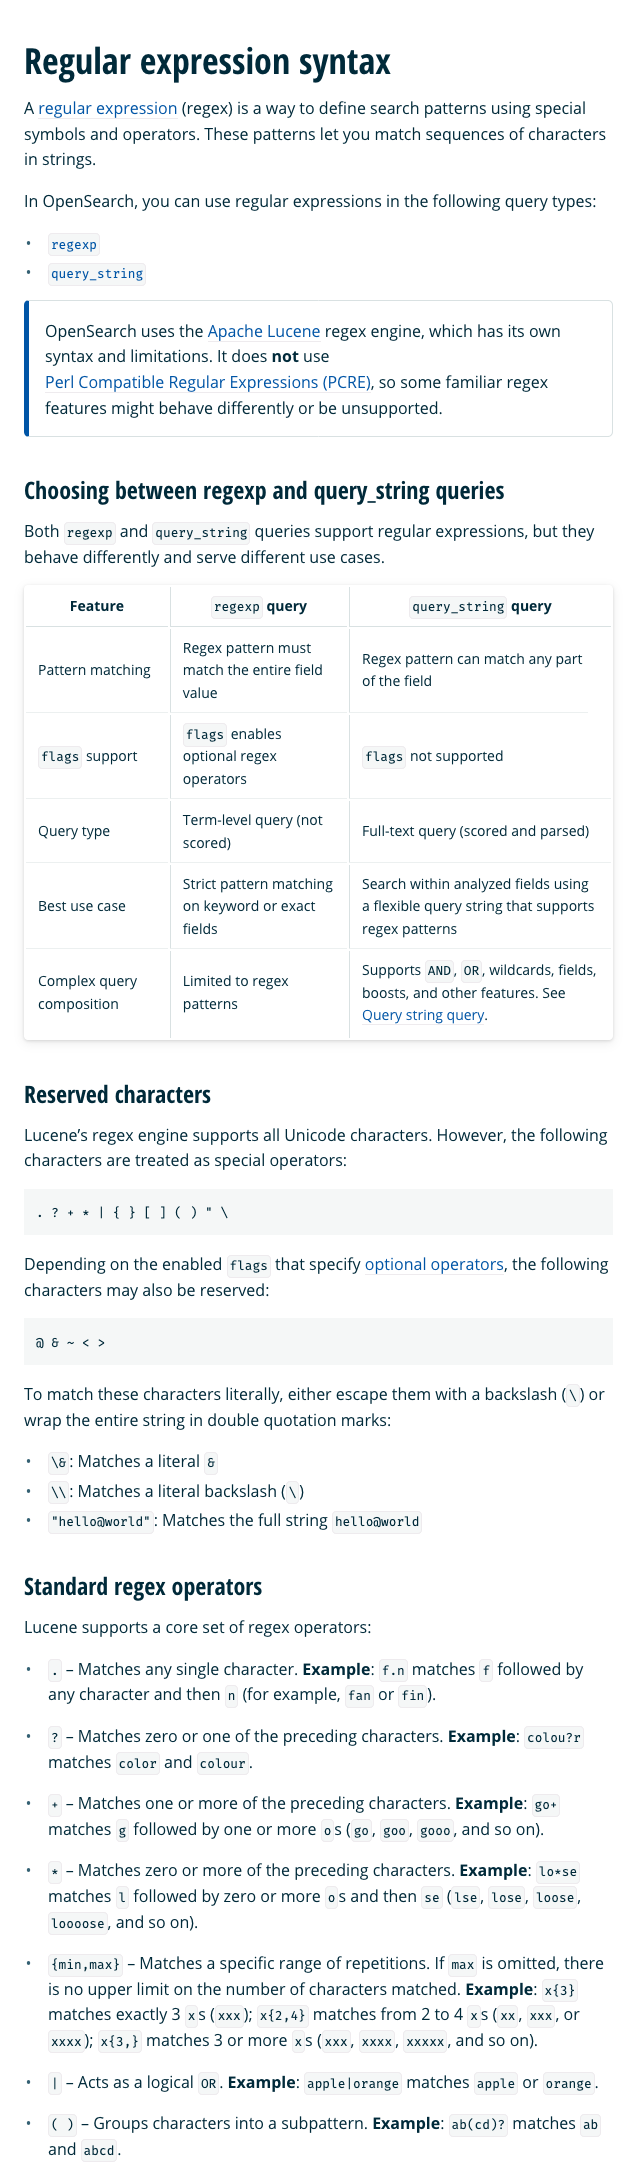 Regular expression syntax
A regular expression (regex) is a way to define search patterns using special
symbols and operators. These patterns let you match sequences of characters
in strings.
In OpenSearch, you can use regular expressions in the following query types:
• regexp
• query_string
OpenSearch uses the Apache Lucene regex engine, which has its own
syntax and limitations. It does not use
Perl Compatible Regular Expressions (PCRE), so some familiar regex
features might behave differently or be unsupported.
Choosing between regexp and query_string queries
Both regexp and query_string queries support regular expressions, but they
behave differently and serve different use cases.
Feature regexp query query_string query
Pattern matching
Regex pattern must
match the entire field
value
Regex pattern can match any part
of the field
flags support
flags enables
optional regex
operators
flags not supported
Query type
Term-level query (not
scored)
Full-text query (scored and parsed)
Best use case
Strict pattern matching
on keyword or exact
fields
Search within analyzed fields using
a flexible query string that supports
regex patterns
Complex query
composition
Limited to regex
patterns
Supports AND, OR, wildcards, fields,
boosts, and other features. See
Query string query.
Reserved characters
Lucene’s regex engine supports all Unicode characters. However, the following
characters are treated as special operators:
. ? + * | { } [ ] ( ) " \
Depending on the enabled flags that specify optional operators, the following
characters may also be reserved:
@ & ~ < >
To match these characters literally, either escape them with a backslash (\) or
wrap the entire string in double quotation marks:
• \&: Matches a literal &
• \\: Matches a literal backslash (\)
• "hello@world": Matches the full string hello@world
Standard regex operators
Lucene supports a core set of regex operators:
• . – Matches any single character. Example: f.n matches f followed by
any character and then n (for example, fan or fin).
• ? – Matches zero or one of the preceding characters. Example: colou?r
matches color and colour.
• + – Matches one or more of the preceding characters. Example: go+
matches g followed by one or more os (go, goo, gooo, and so on).
• * – Matches zero or more of the preceding characters. Example: lo*se
matches l followed by zero or more os and then se (lse, lose, loose,
loooose, and so on).
• {min,max} – Matches a specific range of repetitions. If max is omitted, there
is no upper limit on the number of characters matched. Example: x{3}
matches exactly 3 xs (xxx); x{2,4} matches from 2 to 4 xs (xx, xxx, or
xxxx); x{3,} matches 3 or more xs (xxx, xxxx, xxxxx, and so on).
• | – Acts as a logical OR. Example: apple|orange matches apple or orange.
• ( ) – Groups characters into a subpattern. Example: ab(cd)? matches ab
and abcd.